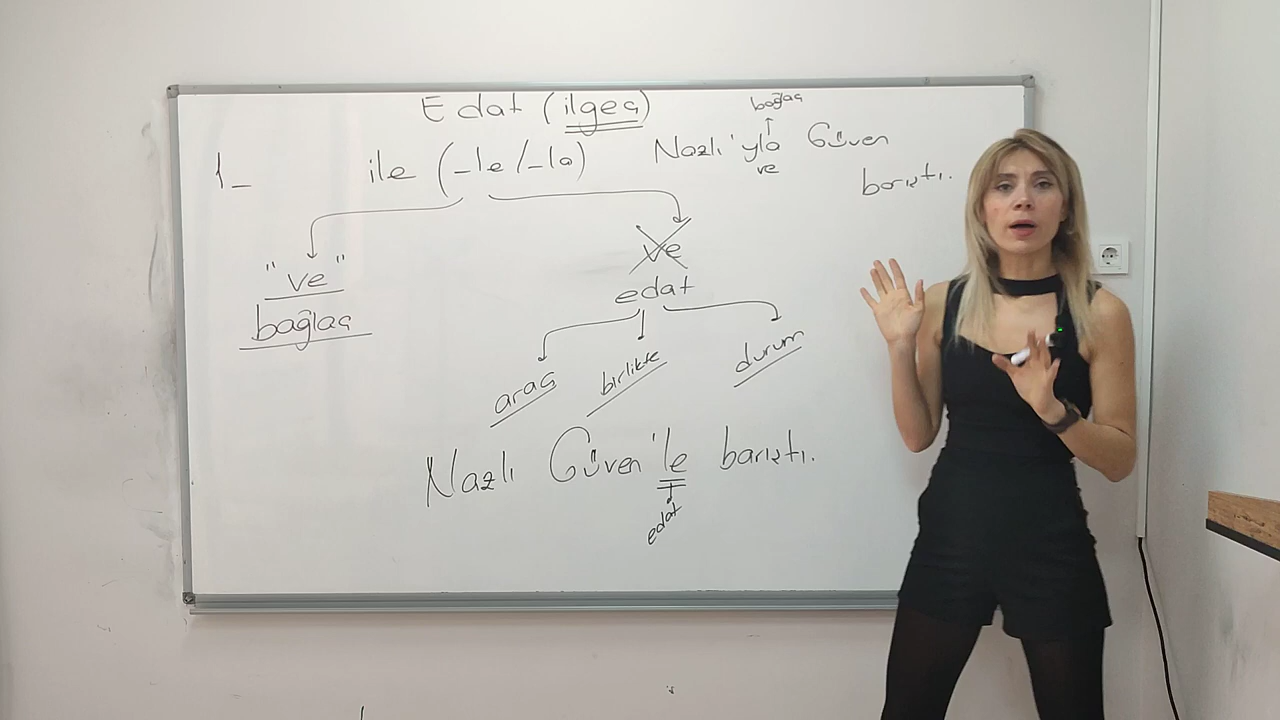 Edat (ilgeç)
1_ ile (-le/-la)
bağlaç
Nazlı'yla Güven
ve
barıştı.
"ve"
bağlaç
ve
edat
araç birlikte durum
Nazlı Güven'le barıştı.
edat